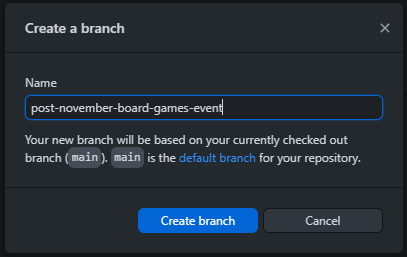 Create a branch
Name
post-november-board-games-event
Your new branch will be based on your currently checked out
branch (main). main is the default branch for your repository.
Create branch
Cancel